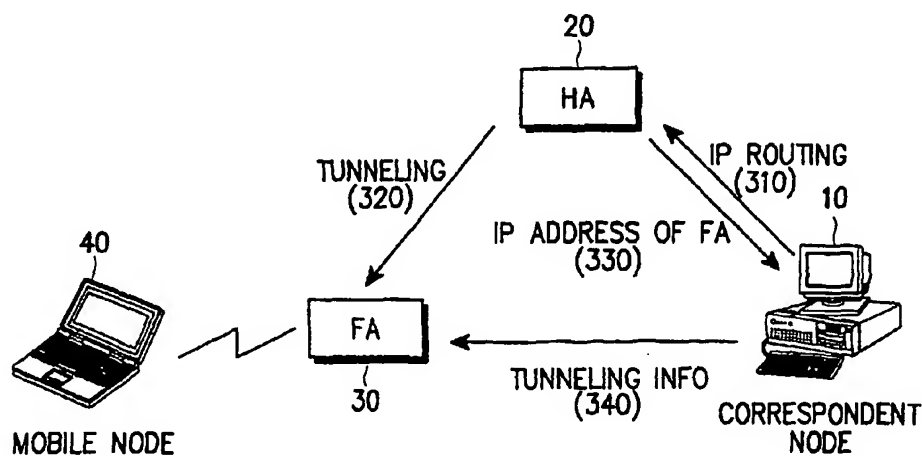 20
HA
TUNNELING
(320)
IP ROUTING
(310)
10
IP ADDRESS OF FA
(330)
40
FA
30
TUNNELING INFO
(340)
MOBILE NODE
CORRESPONDENT
NODE